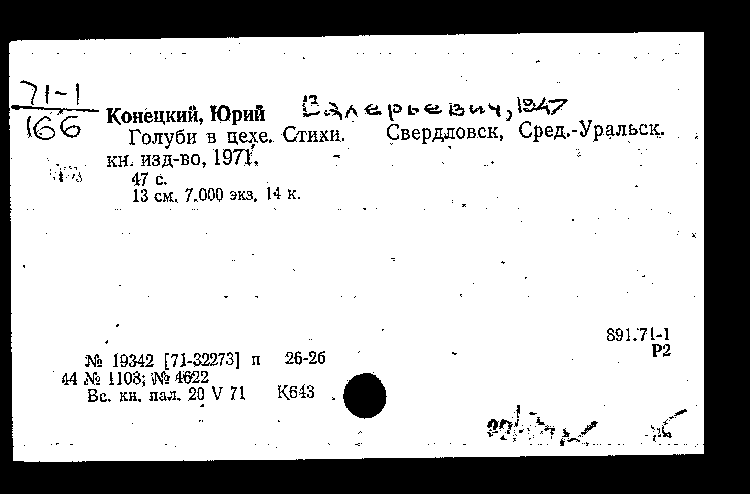 71-1
166
Конецкий, Юрий Валерьевич, 1947
Голуби в цехе. Стихи. Свердловск, Сред.-Уральск.
кн. изд-во, 1971.
47 с.
13 см. 7.000 экз. 14 к.
891.71-1
Р2
№ 19342 [71-32273] п 26-2б
44 № 1108; № 4622
Вс. кн. пал. 20 V 71 К643